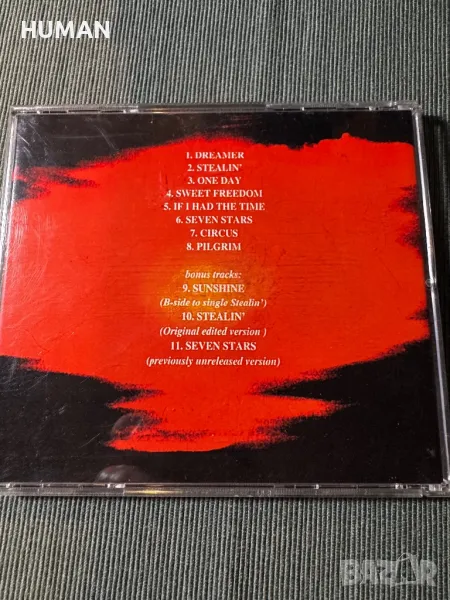 HUMAN
1. DREAMER
2. STEALIN'
3. ONE DAY
4. SWEET FREEDOM
5. IF I HAD THE TIME
6. SEVEN STARS
7. CIRCUS
8. PILGRIM
bonus tracks:
9. SUNSHINE
(B-side to single Stealin')
10. STEALIN'
(Original edited version )
11. SEVEN STARS
(previously unreleased version)
BAZAR